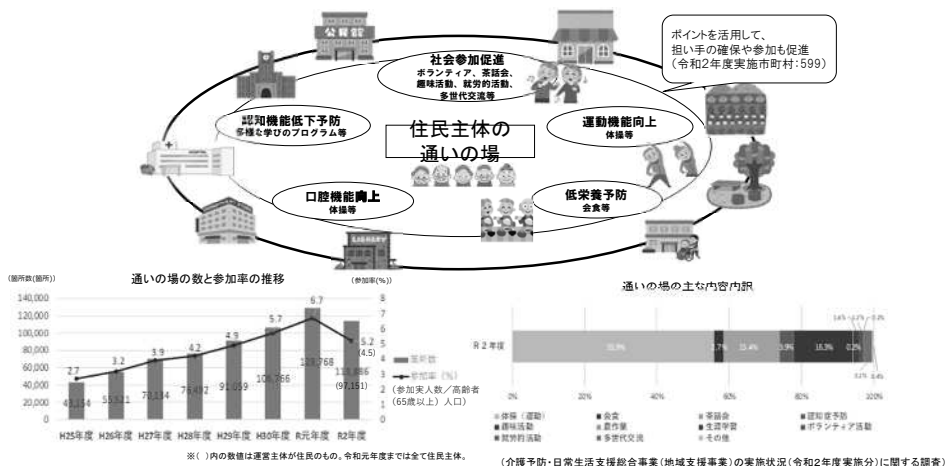 公民館
社会参加促進
ボランティア、茶話会、
趣味活動、就労的活動、
多世代交流等
ポイントを活用して、
担い手の確保や参加も促進
(令和2年度実施市町村:599)
認知機能低下予防
多様な学びのプログラム等
住民主体の
通いの場
運動機能向上
体操等
HOSPITAL
口腔機能向上
体操等
低栄養予防
会食等
LIBRARY
(箇所数(箇所))
通いの場の数と参加率の推移
(参加率(%))
140,000
120,000
100,000
80,000
60,000
40,000
20,000
0
8
7
6
5
4
3
2
1
0
2.7
3.2
3.9
4.2
4.9
5.7
6.7
5.2
(4.5)
43,154
70,134
76,492
91,059
106,766
(97,151)
H25年度
H26年度
H27年度
H28年度
H29年度
H30年度
R元年度
R2年度
箇所数
参加率(%)
(参加実人数/高齢者
(65歳以上)人口)
※( )内の数値は運営主体が住民のもの。令和元年度までは全て住民主体。
通いの場の主な内容内訳
0%
20%
40%
60%
80%
100%
R2年度
体操(運動)
会食
茶話会
認知症予防
趣味活動
農作業
生涯学習
ボランティア活動
就労的活動
多世代交流
その他
(介護予防・日常生活支援総合事業(地域支援事業)の実施状況(令和2年度実施分)に関する調査)